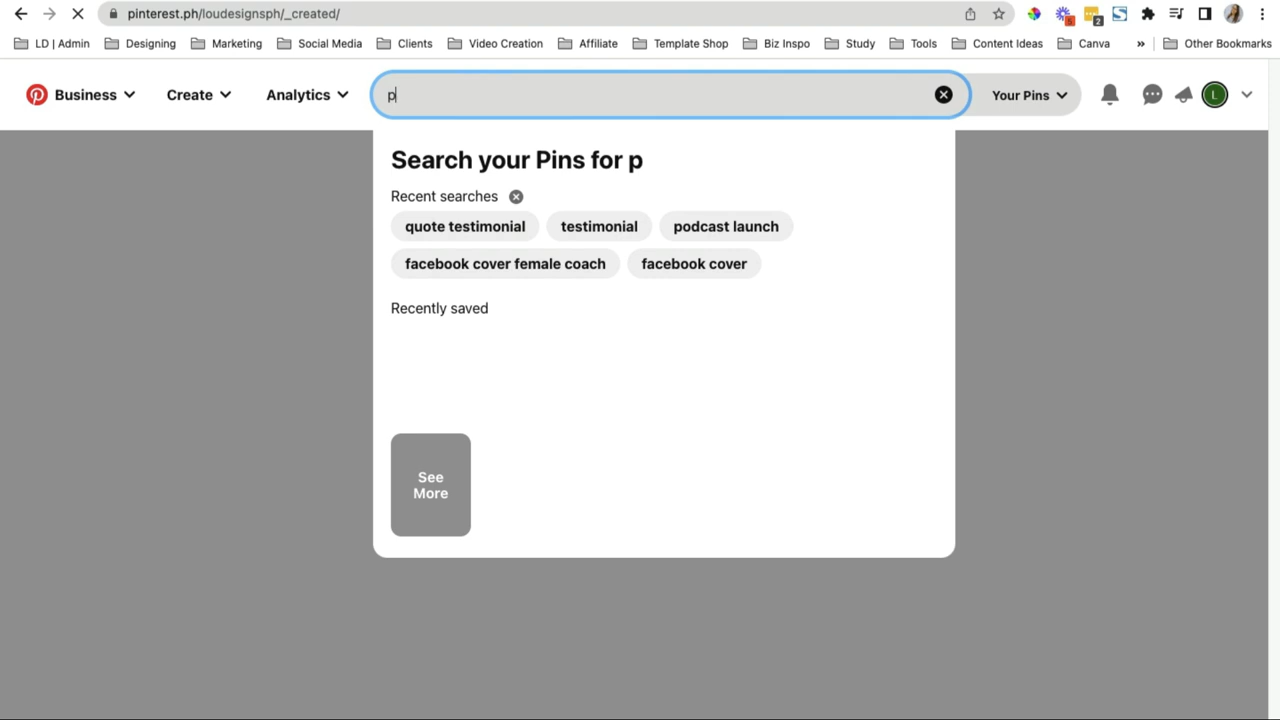 pinterest.ph/loudesignsph/_created/
5 2
LD | Admin Designing Marketing Social Media Clients Video Creation Affiliate Template Shop Biz Inspo Study Tools Content Ideas Canva » Other Bookmarks
Business Create Analytics p Your Pins L
Search your Pins for p
Recent searches
quote testimonial testimonial podcast launch
facebook cover female coach facebook cover
Recently saved
See
More